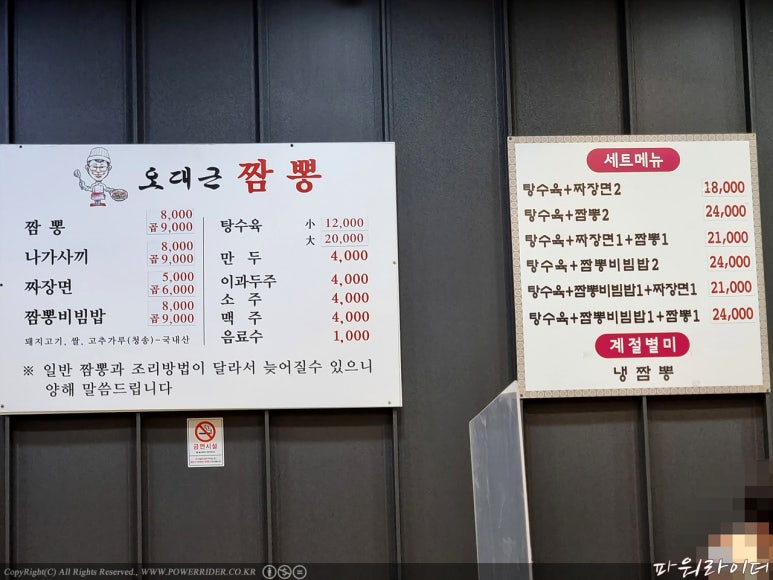 오대근 짬뽕
짬 뽕 8,000
곱 9,000
나가사끼 8,000
곱 9,000
짜장면 5,000
곱 6,000
짬뽕비빔밥 8,000
곱 9,000
돼지고기, 쌀, 고추가루(청송)-국내산
탕수육 小 12,000
大 20,000
만 두 4,000
이과두주 4,000
소 주 4,000
맥 주 4,000
음료수 1,000
※ 일반 짬뽕과 조리방법이 달라서 늦어질수 있으니
양해 말씀드립니다
금연시설
세트메뉴
탕수육+짜장면2 18,000
탕수육+짬뽕2 24,000
탕수육+짜장면1+짬뽕1 21,000
탕수육+짬뽕비빔밥2 24,000
탕수육+짬뽕비빔밥1+짜장면1 21,000
탕수육+짬뽕비빔밥1+짬뽕1 24,000
계절별미
냉 짬 뽕
CopyRight(C) All Rights Reserved., WWW.POWERRIDER.CO.KR
파워라이더